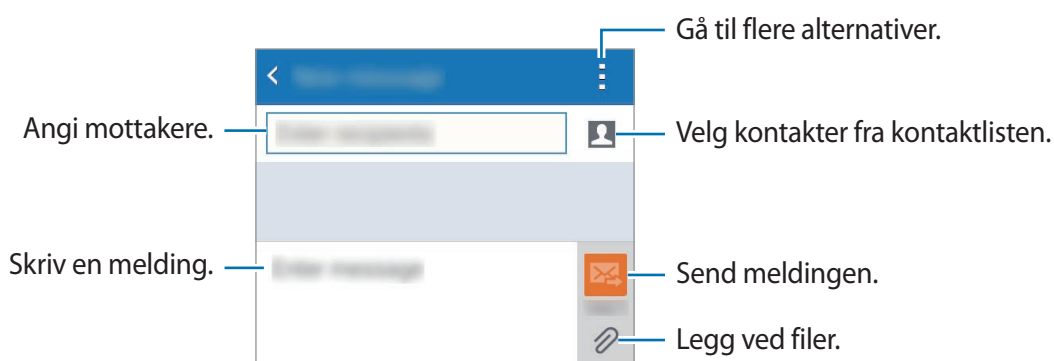 Gå til flere alternativer.
Angi mottakere.
Velg kontakter fra kontaktlisten.
Skriv en melding.
Send meldingen.
Legg ved filer.